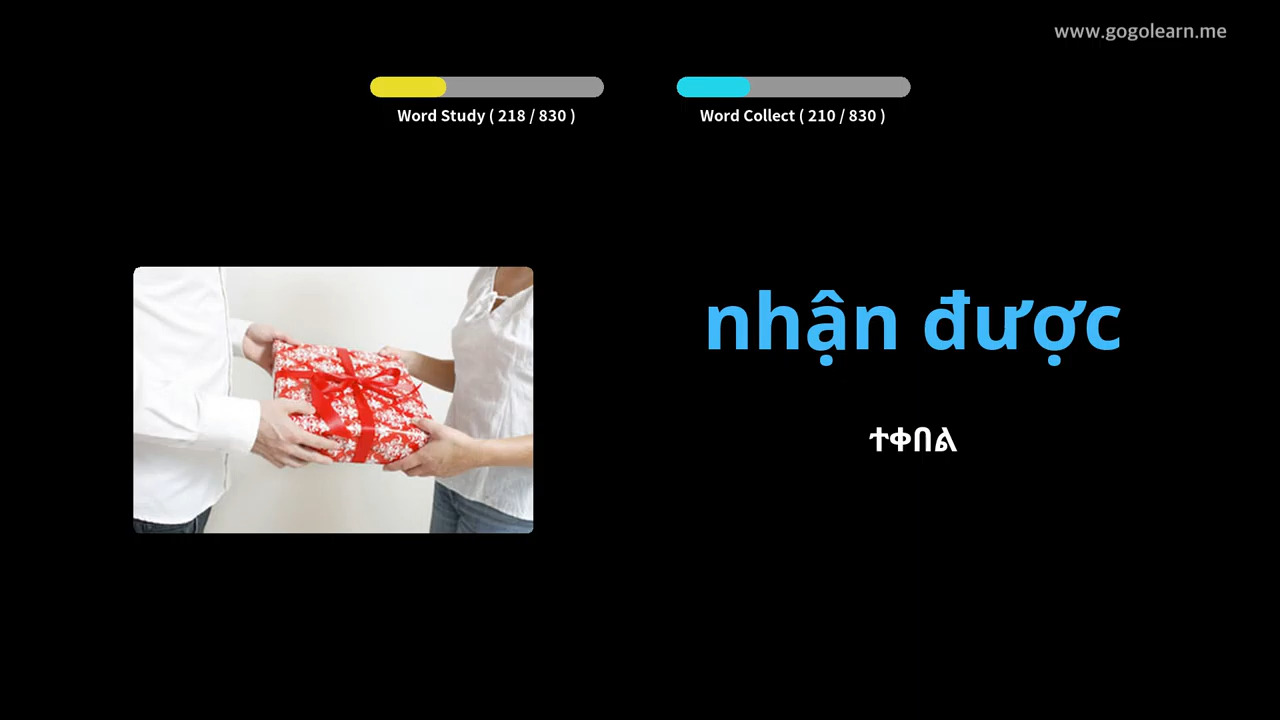 www.gogolearn.me
Word Study ( 218 / 830 )
Word Collect ( 210 / 830 )
nhận được
ተቀበል